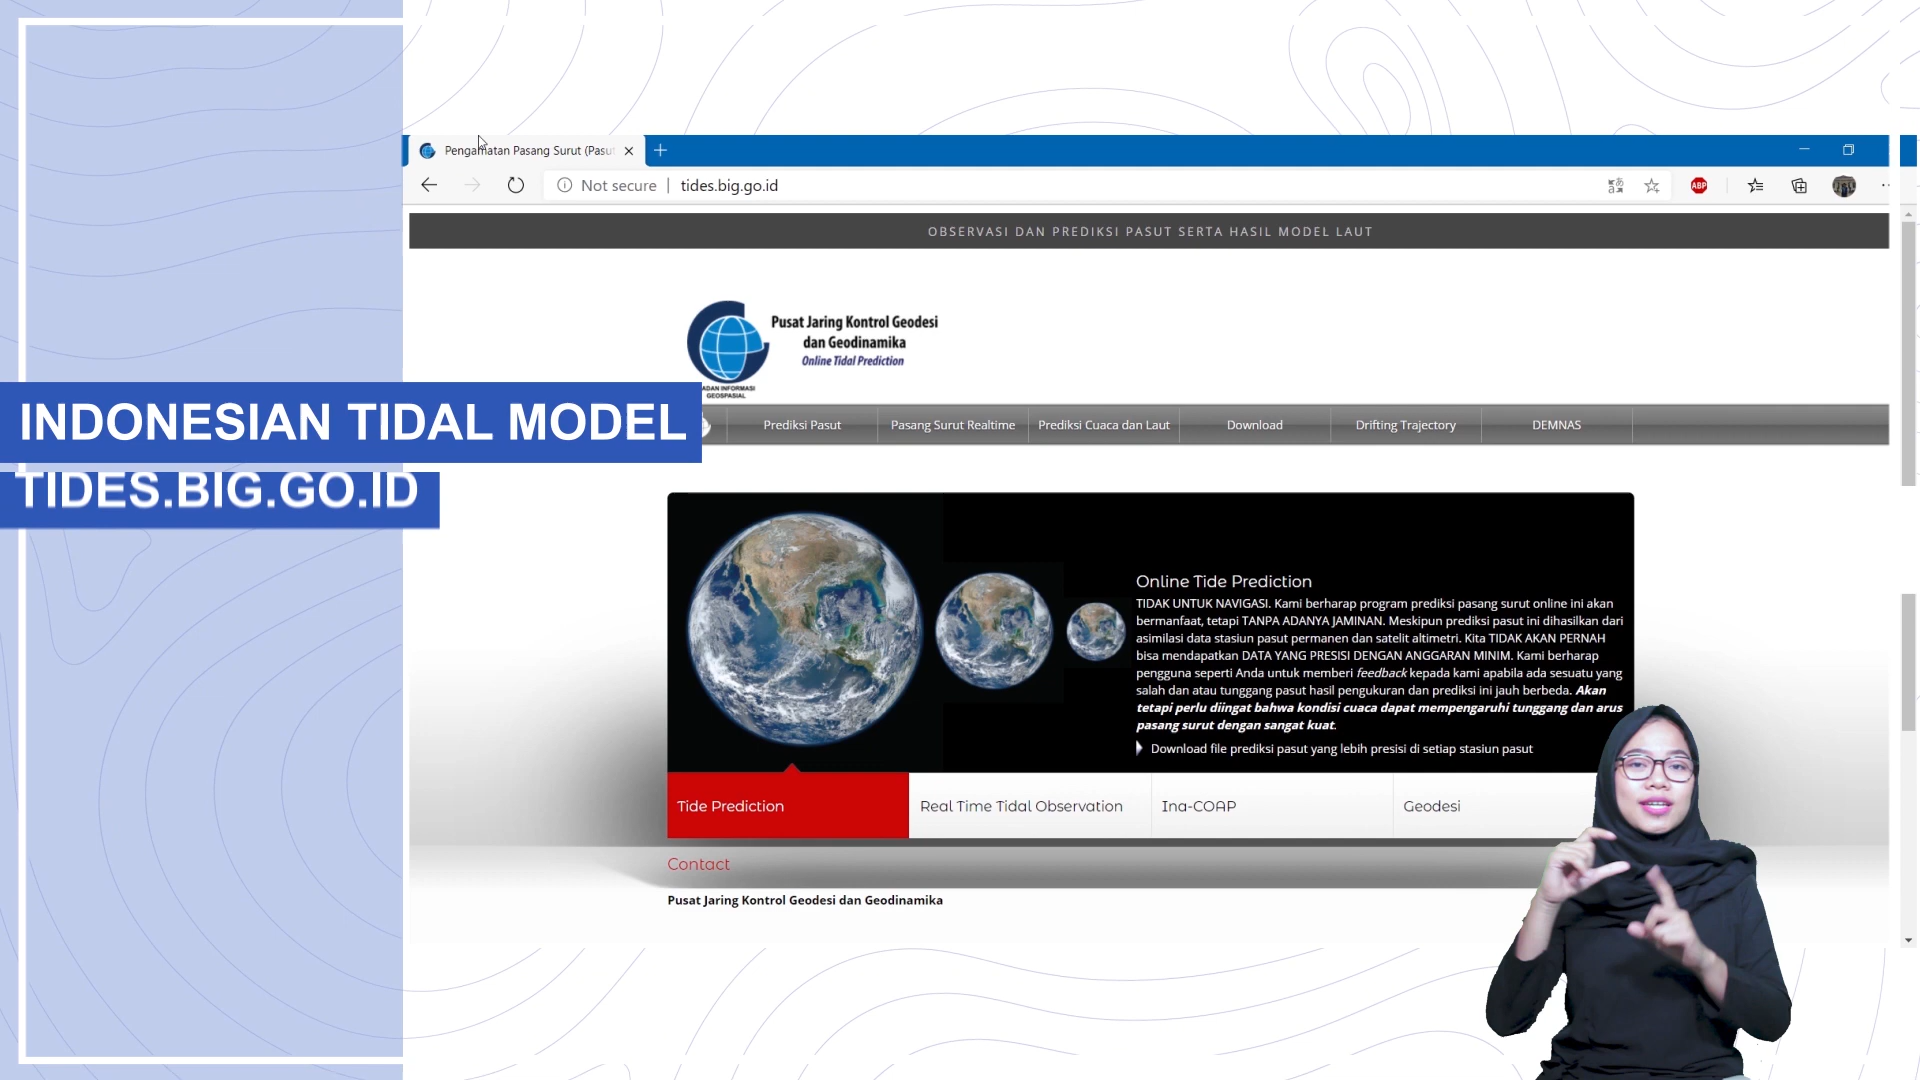 Pengamatan Pasang Surut (Pasu
Not secure | tides.big.go.id
ABP
OBSERVASI DAN PREDIKSI PASUT SERTA HASIL MODEL LAUT
Pusat Jaring Kontrol Geodesi
dan Geodinamika
Online Tidal Prediction
ADAN INFORMASI
GEOSPASIAL
INDONESIAN TIDAL MODEL
TIDES.BIG.GO.ID
Prediksi Pasut
Pasang Surut Realtime
Prediksi Cuaca dan Laut
Download
Drifting Trajectory
DEMNAS
Online Tide Prediction
TIDAK UNTUK NAVIGASI. Kami berharap program prediksi pasang surut online ini akan
bermanfaat, tetapi TANPA ADANYA JAMINAN. Meskipun prediksi pasut ini dihasilkan dari
asimilasi data stasiun pasut permanen dan satelit altimetri. Kita TIDAK AKAN PERNAH
bisa mendapatkan DATA YANG PRESISI DENGAN ANGGARAN MINIM. Kami berharap
pengguna seperti Anda untuk memberi feedback kepada kami apabila ada sesuatu yang
salah dan atau tunggang pasut hasil pengukuran dan prediksi ini jauh berbeda. Akan
tetapi perlu diingat bahwa kondisi cuaca dapat mempengaruhi tunggang dan arus
pasang surut dengan sangat kuat.
Download file prediksi pasut yang lebih presisi di setiap stasiun pasut
Tide Prediction
Real Time Tidal Observation
Ina-COAP
Geodesi
Contact
Pusat Jaring Kontrol Geodesi dan Geodinamika